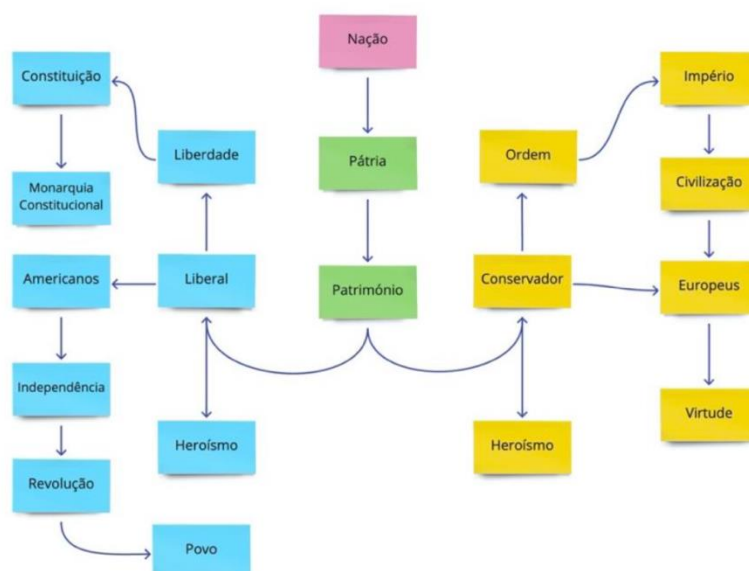 Nação
Constituição
Império
Liberdade
Pátria
Ordem
Monarquia
Constitucional
Civilização
Americanos
Liberal
Património
Conservador
Europeus
Independência
Heroísmo
Heroísmo
Virtude
Revolução
Povo